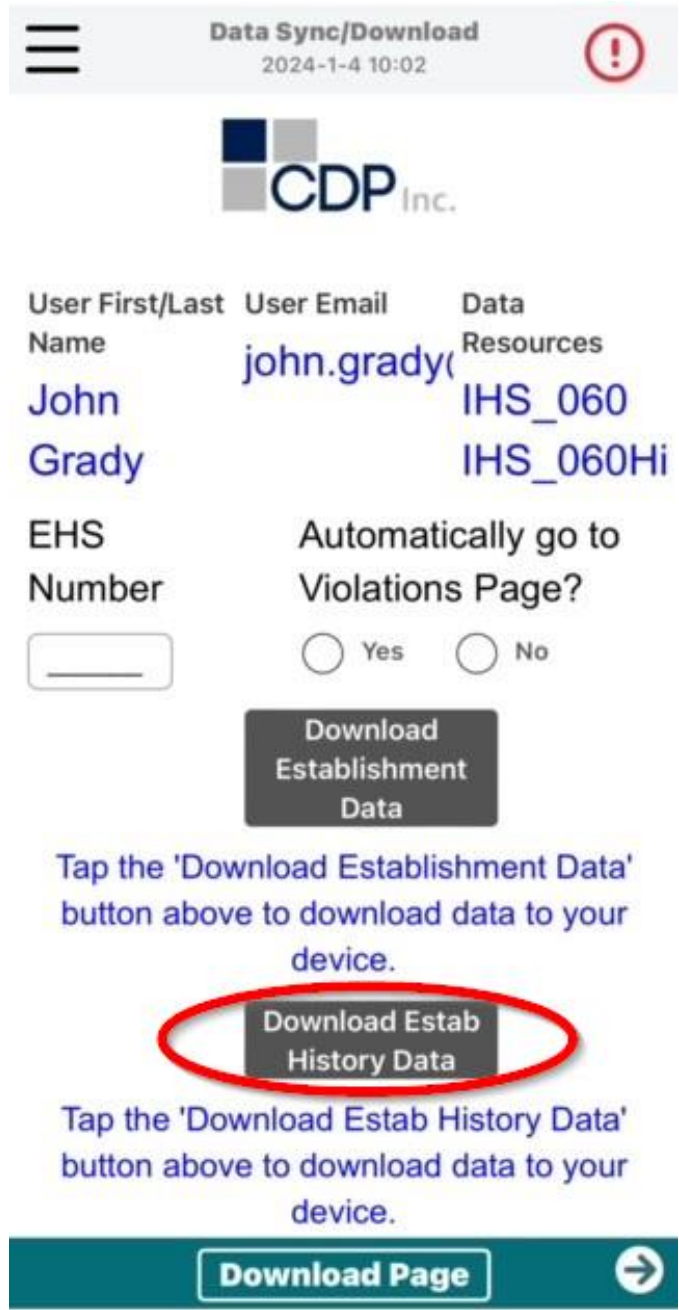 Data Sync/Download
2024-1-4 10:02
CDP Inc.
User First/Last
Name
John
Grady
User Email
john.grady(
Data
Resources
IHS_060
IHS_060Hi
EHS
Number
Automatically go to
Violations Page?
Yes
No
Download
Establishment
Data
Tap the 'Download Establishment Data'
button above to download data to your
device.
Download Estab
History Data
Tap the 'Download Estab History Data'
button above to download data to your
device.
Download Page